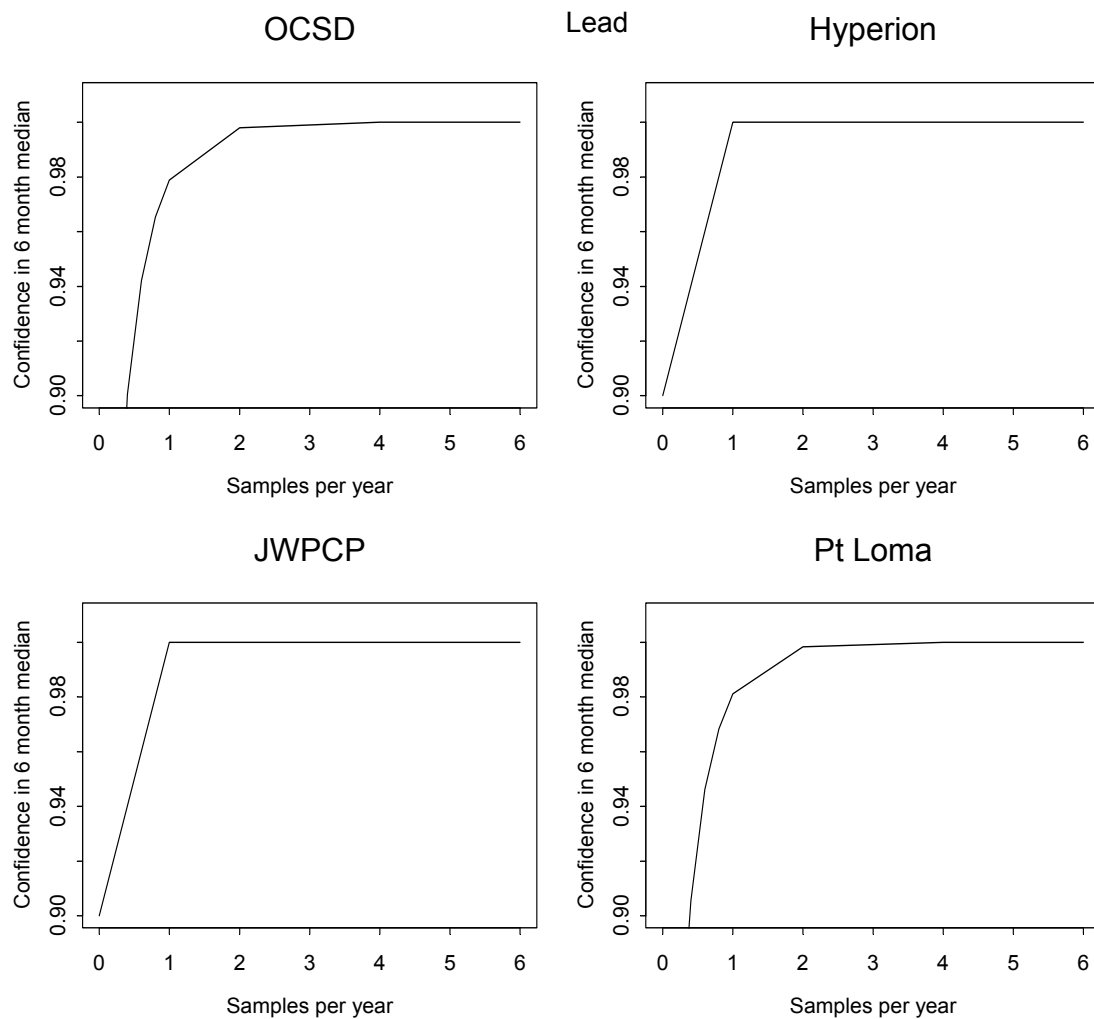 Lead
OCSD
Confidence in 6 month median
0.98
0.94
0.90
0 1 2 3 4 5 6
Samples per year
Hyperion
Confidence in 6 month median
0.98
0.94
0.90
0 1 2 3 4 5 6
Samples per year
JWPCP
Confidence in 6 month median
0.98
0.94
0.90
0 1 2 3 4 5 6
Samples per year
Pt Loma
Confidence in 6 month median
0.98
0.94
0.90
0 1 2 3 4 5 6
Samples per year